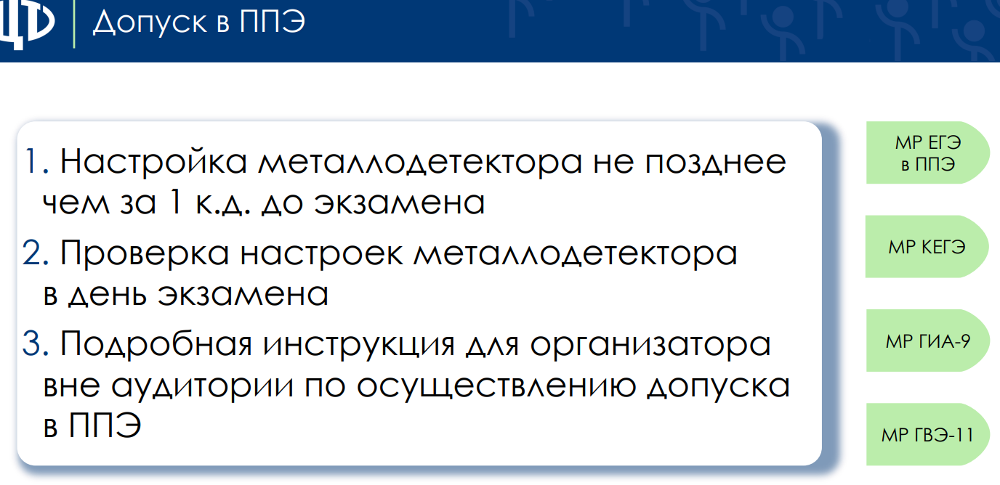 ЦТ
Допуск в ППЭ
1. Настройка металлодетектора не позднее
чем за 1 к.д. до экзамена
2. Проверка настроек металлодетектора
в день экзамена
3. Подробная инструкция для организатора
вне аудитории по осуществлению допуска
в ППЭ
МР ЕГЭ
в ППЭ
МР КЕГЭ
МР ГИА-9
МР ГВЭ-11